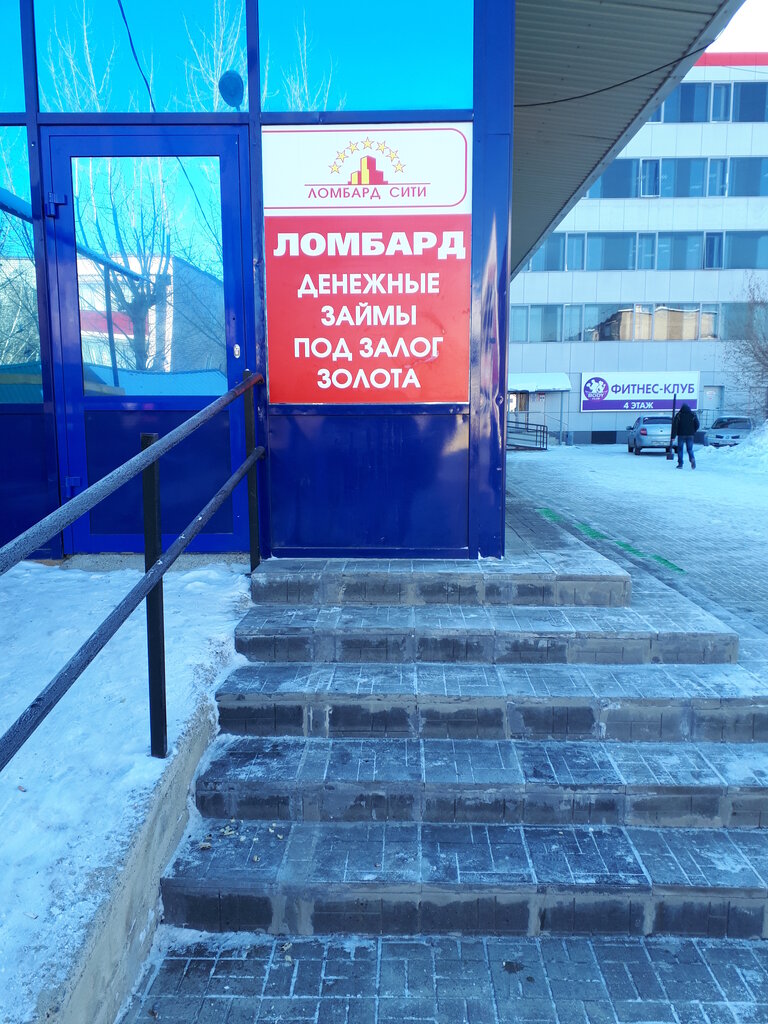 ЛОМБАРД СИТИ
ЛОМБАРД
ДЕНЕЖНЫЕ
ЗАЙМЫ
ПОД ЗАЛОГ
ЗОЛОТА
ФИТНЕС-КЛУБ
4 ЭТАЖ